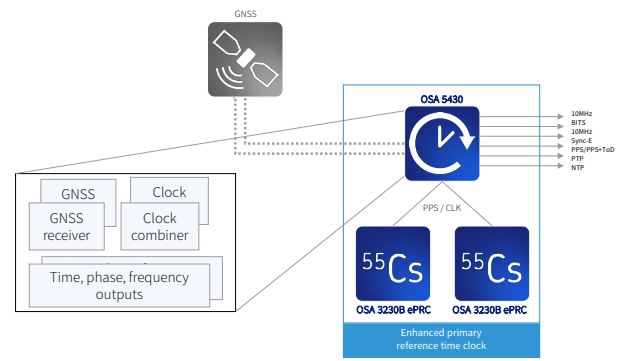 GNSS
OSA 5430
10MHz
BITS
10MHz
Sync-E
PPS/PPS+ToD
PTP
NTP
GNSS
Clock
GNSS
receiver
Clock
combiner
Time, phase, frequency
outputs
PPS / CLK
55Cs
55Cs
OSA 3230B ePRC
OSA 3230B ePRC
Enhanced primary
reference time clock